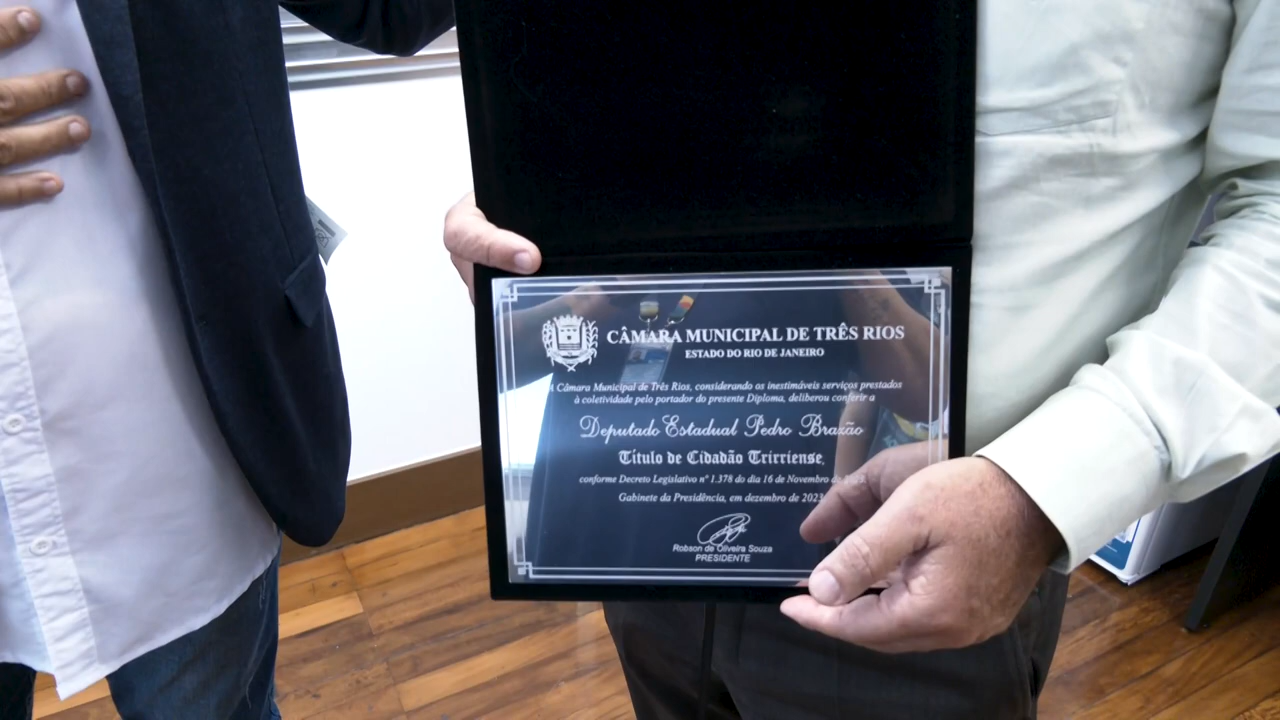 CÂMARA MUNICIPAL DE TRÊS RIOS
ESTADO DO RIO DE JANEIRO
A Câmara Municipal de Três Rios, considerando os inestimáveis serviços prestados
à coletividade pelo portador do presente Diploma, deliberou conferir a
Deputado Estadual Pedro Brazão
Título de Cidadão Trirriense,
conforme Decreto Legislativo nº 1.378 do dia 16 de Novembro de
Gabinete da Presidência, em dezembro de 2023
Robson de Oliveira Souza
PRESIDENTE